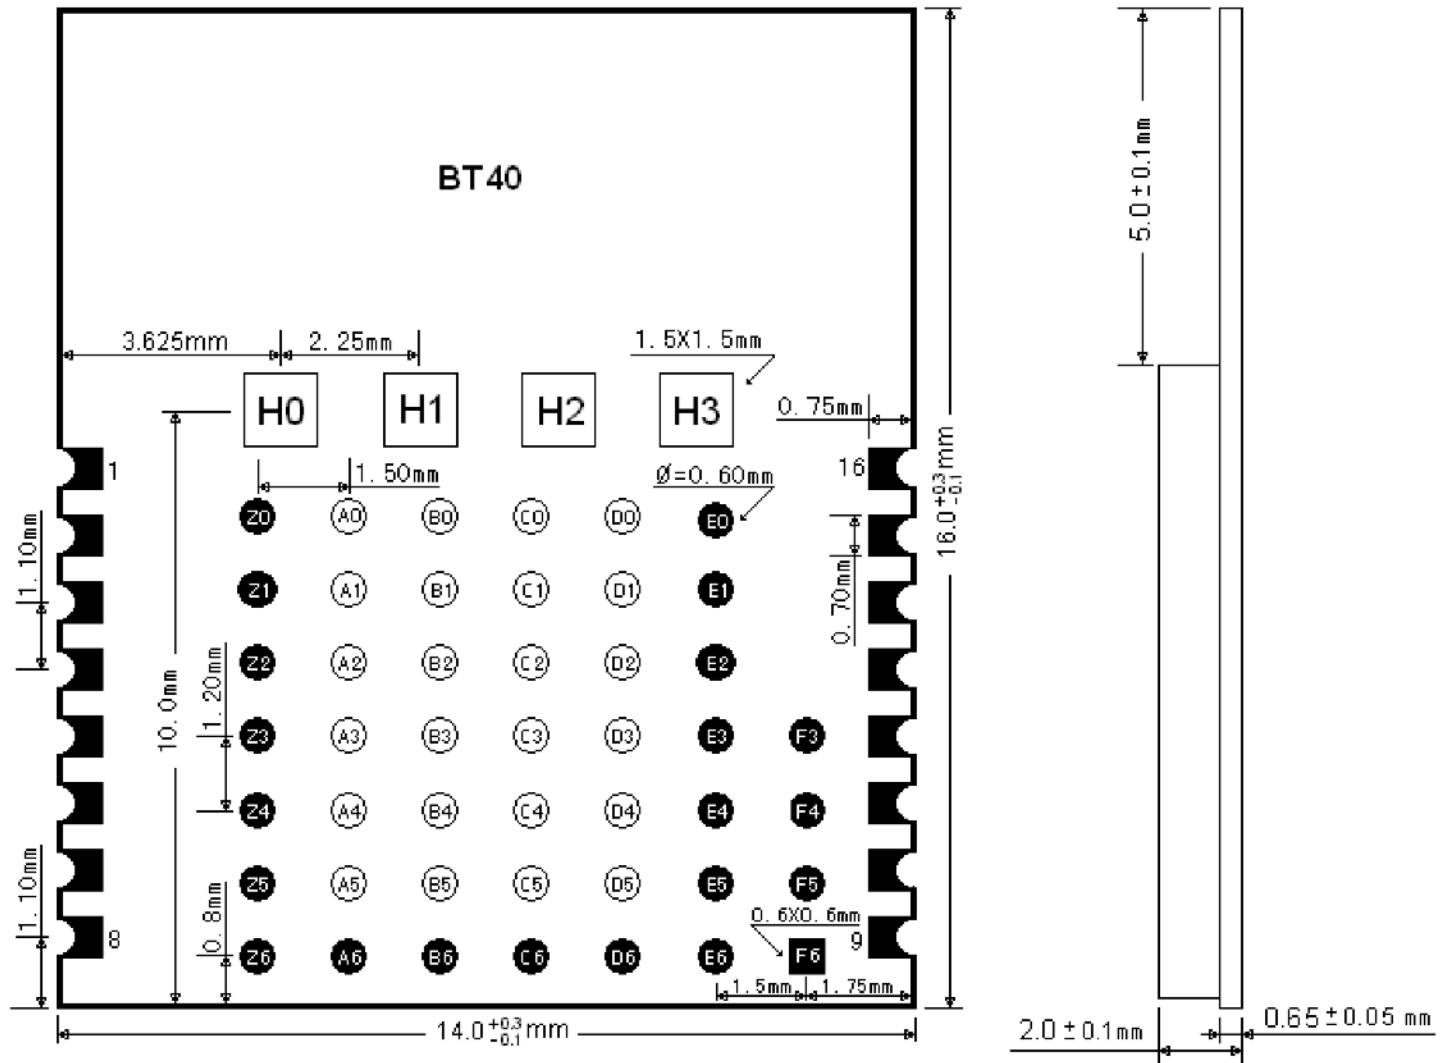 BT40
5.0±0.1mm
3.625mm
2.25mm
1.5X1.5mm
H0 H1 H2 H3
0.75mm
16.0+0.3-0.1mm
1 16
1.50mm
Ø=0.60mm
Z0 A0 B0 C0 D0 E0
1.10mm
Z1 A1 B1 C1 D1 E1
0.70mm
10.0mm
1.20mm
Z2 A2 B2 C2 D2 E2
Z3 A3 B3 C3 D3 E3 F3
Z4 A4 B4 C4 D4 E4 F4
Z5 A5 B5 C5 D5 E5 F5
1.10mm
0.8mm
0.6X0.6mm
8 9
Z6 A6 B6 C6 D6 E6 F6
1.5mm 1.75mm
14.0+0.3-0.1mm
2.0±0.1mm
0.65±0.05 mm